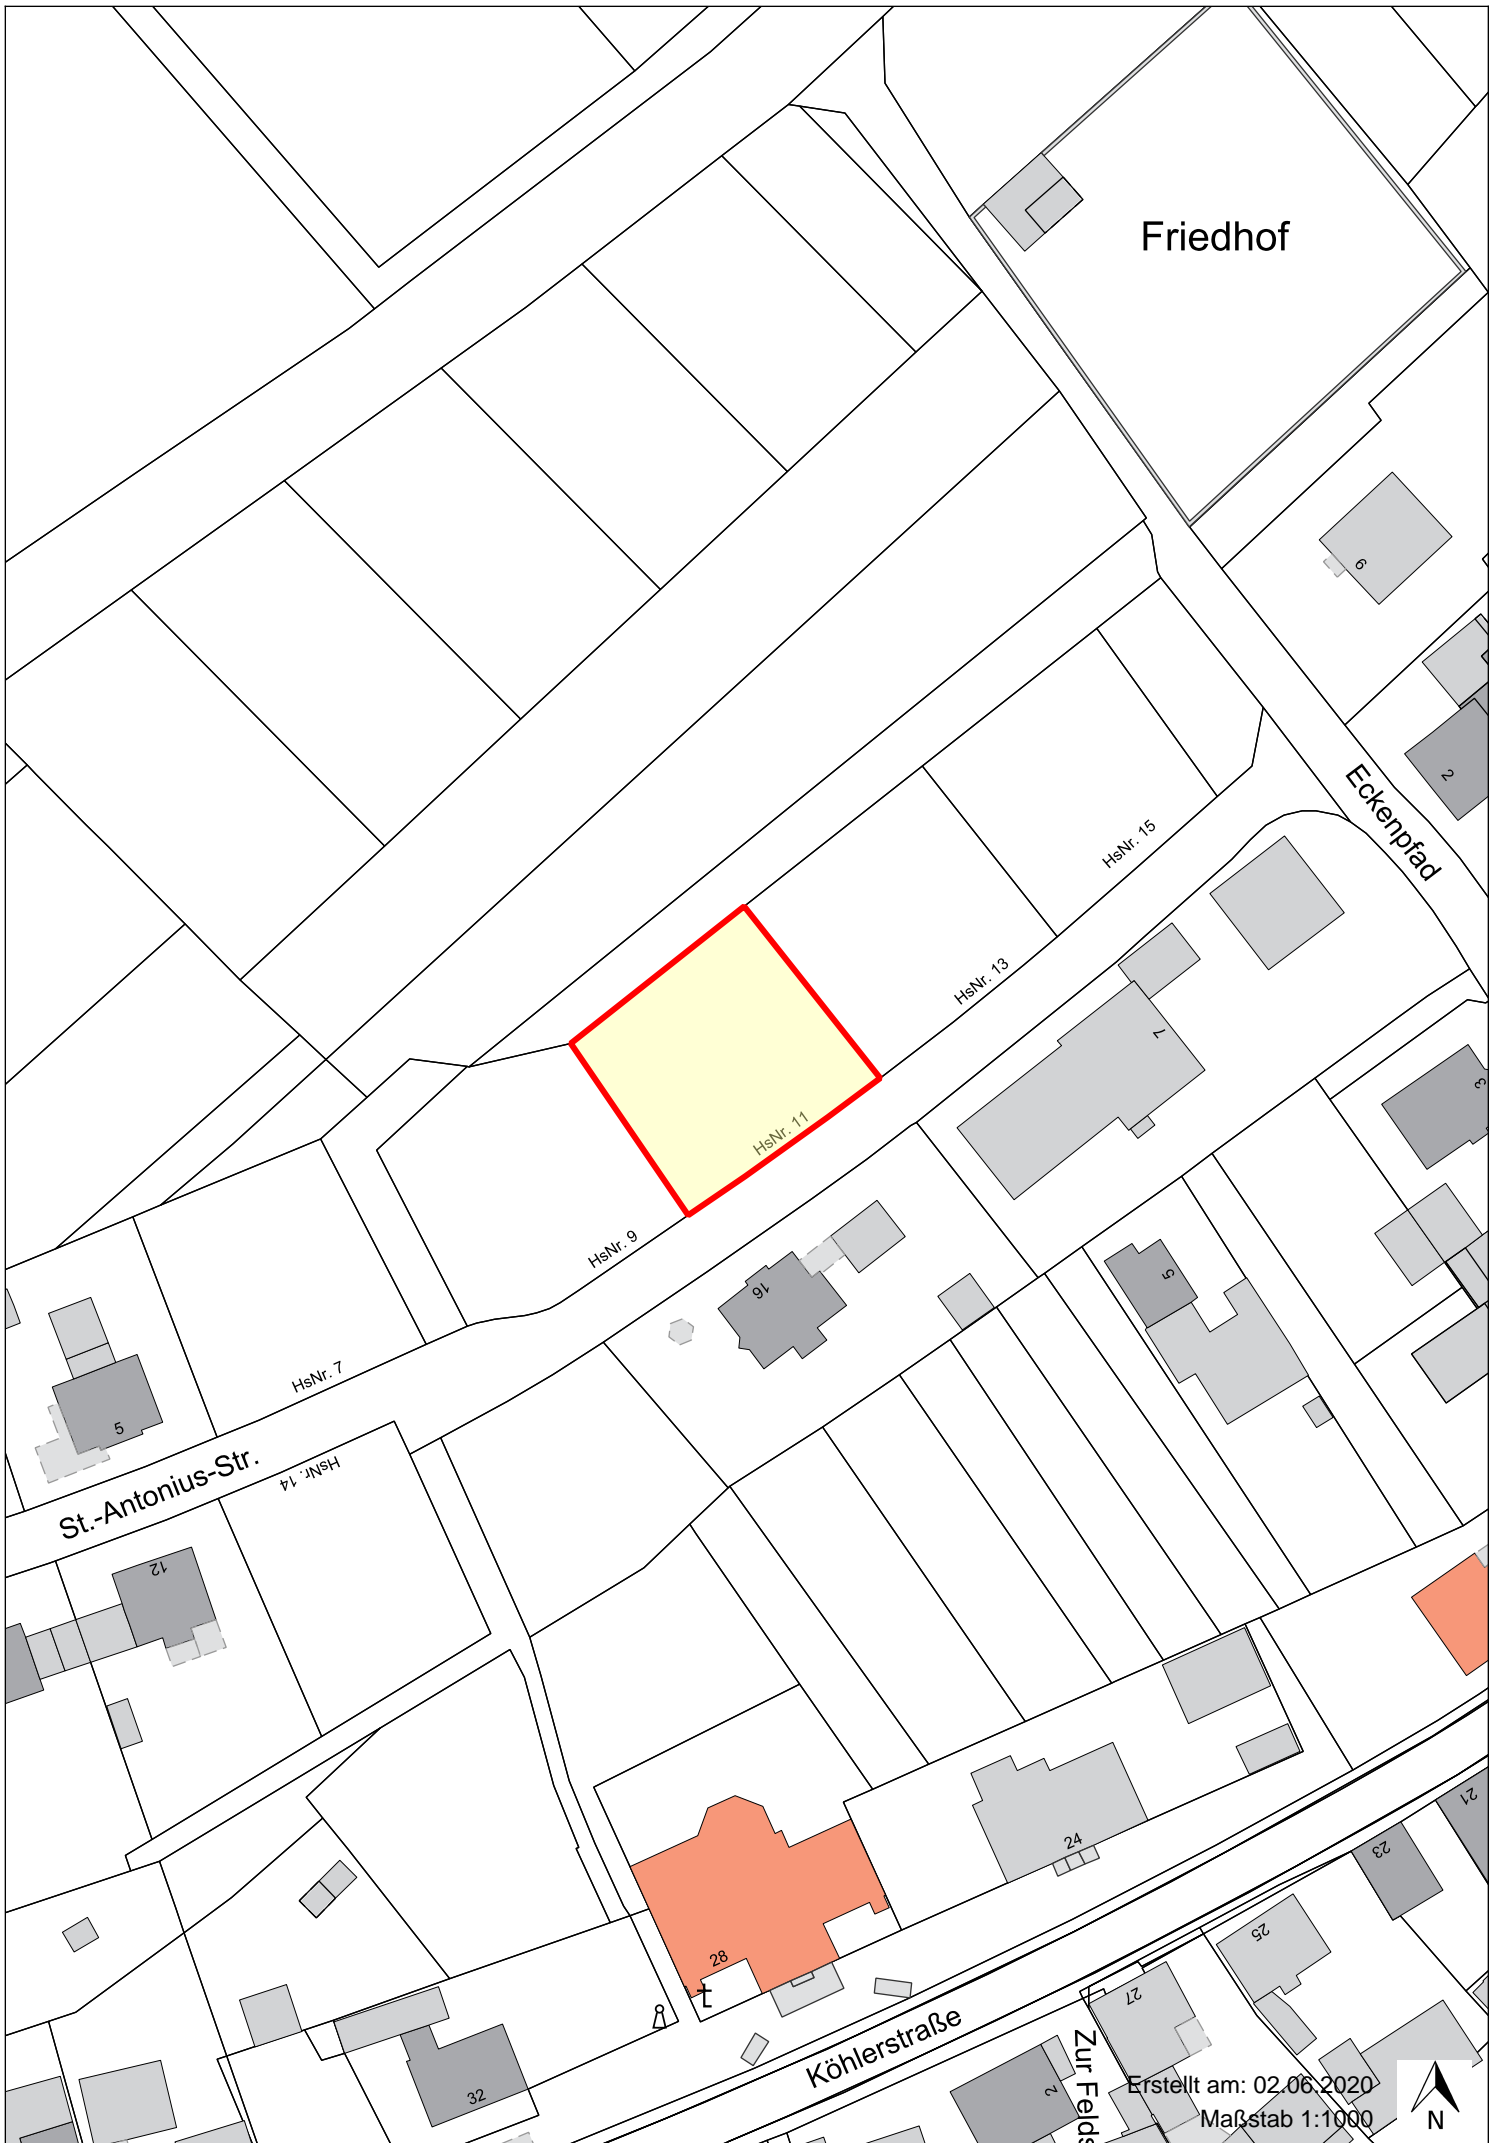 Friedhof
6
2
Eckenpfad
HsNr. 15
HsNr. 13
7
3
HsNr. 11
HsNr. 9
16
5
HsNr. 7
5
St.-Antonius-Str.
HsNr. 14
12
24
21
23
25
28
27
Köhlerstraße
Zur Felds
32
2
Erstellt am: 02.06.2020
Maßstab 1:1000
N